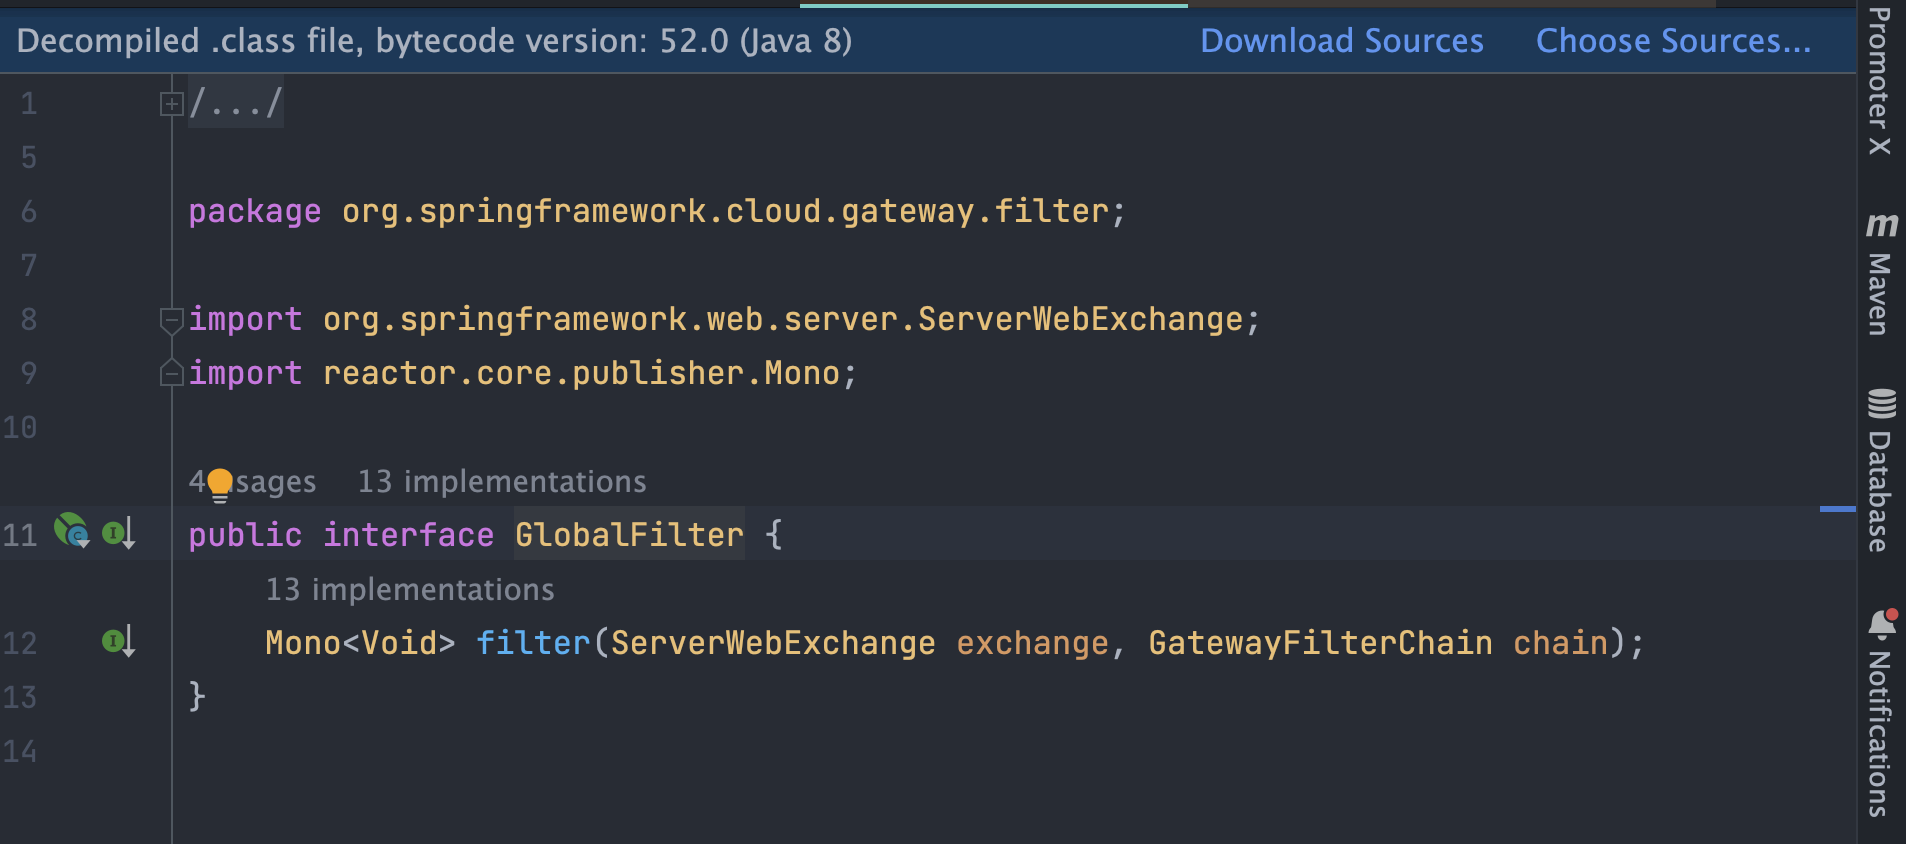 Decompiled .class file, bytecode version: 52.0 (Java 8) Download Sources Choose Sources...
1 /.../
5
6 package org.springframework.cloud.gateway.filter;
7
8 import org.springframework.web.server.ServerWebExchange;
9 import reactor.core.publisher.Mono;
10
4 usages 13 implementations
11 public interface GlobalFilter {
13 implementations
12 Mono<Void> filter(ServerWebExchange exchange, GatewayFilterChain chain);
13 }
14
Promoter X
m Maven
Database
Notifications